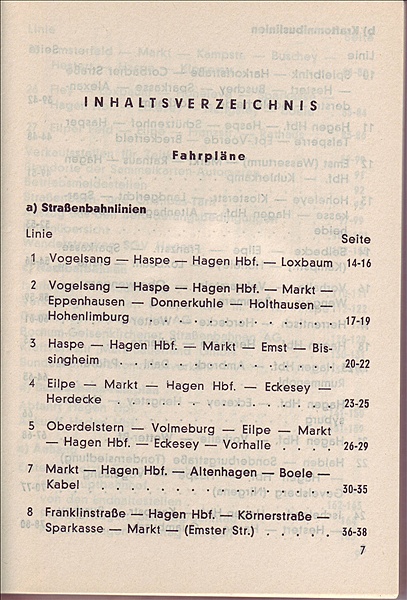 INHALTSVERZEICHNIS
Fahrpläne
a) Straßenbahnlinien
Linie Seite
1 Vogelsang — Haspe — Hagen Hbf. — Loxbaum 14-16
2 Vogelsang — Haspe — Hagen Hbf. — Markt —
Eppenhausen — Donnerkuhle — Holthausen —
Hohenlimburg . . . . . . . . . . 17-19
3 Haspe — Hagen Hbf. — Markt — Emst — Bis-
singheim . . . . . . . . . . . 20-22
4 Eilpe — Markt — Hagen Hbf. — Eckesey —
Herdecke . . . . . . . . . . . 23-25
5 Oberdelstern — Volmeburg — Eilpe — Markt
— Hagen Hbf. — Eckesey — Vorhalle . . . . 26-29
7 Markt — Hagen Hbf. — Altenhagen — Boele —
Kabel . . . . . . . . . . . . 30-35
8 Franklinstraße — Hagen Hbf. — Körnerstraße —
Sparkasse — Markt — (Emster Str.) . . . . . 36-38
7